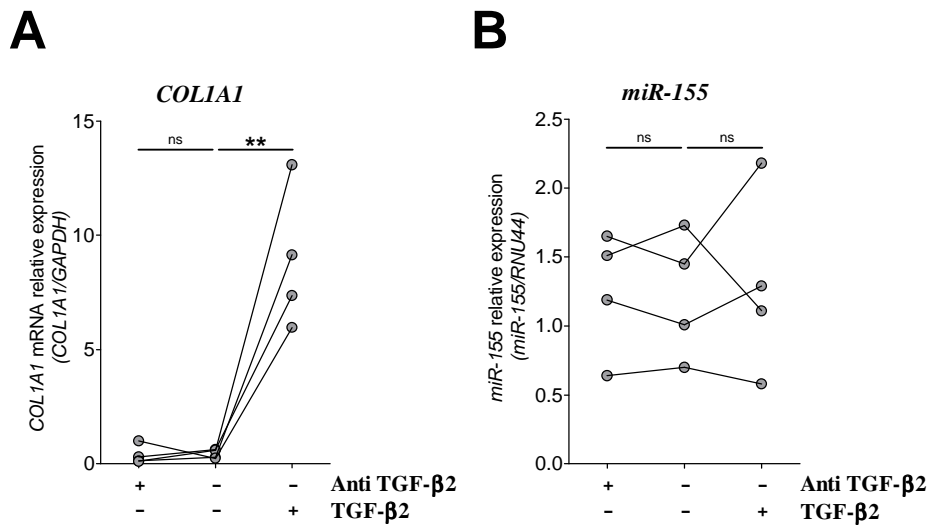 A
COL1A1
COL1A1 mRNA relative expression
(COL1A1/GAPDH)
15
10
5
0
ns
**
+ – – Anti TGF-β2
– – + TGF-β2
B
miR-155
miR-155 relative expression
(miR-155/RNU44)
2.5
2.0
1.5
1.0
0.5
0.0
ns
ns
+ – – Anti TGF-β2
– – + TGF-β2